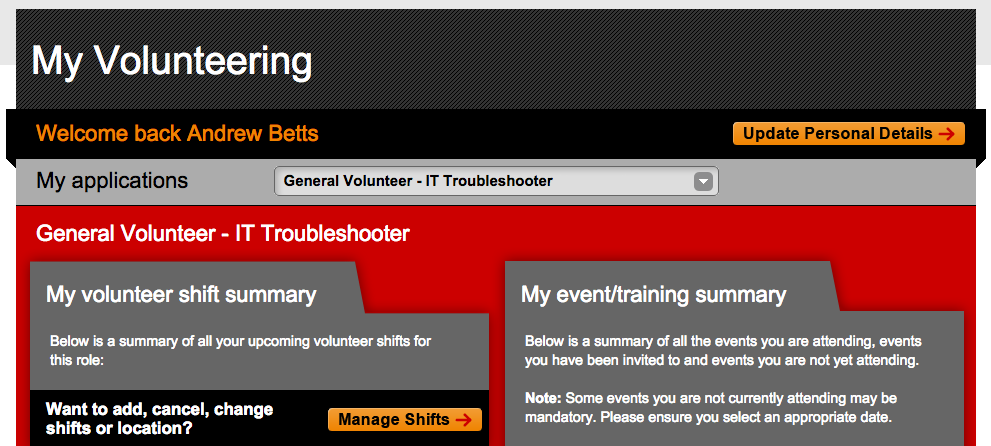 My Volunteering
Welcome back Andrew Betts
Update Personal Details
My applications
General Volunteer - IT Troubleshooter
General Volunteer - IT Troubleshooter
My volunteer shift summary
Below is a summary of all your upcoming volunteer shifts for
this role:
Want to add, cancel, change
shifts or location?
Manage Shifts
My event/training summary
Below is a summary of all the events you are attending, events
you have been invited to and events you are not yet attending.
Note: Some events you are not currently attending may be
mandatory. Please ensure you select an appropriate date.